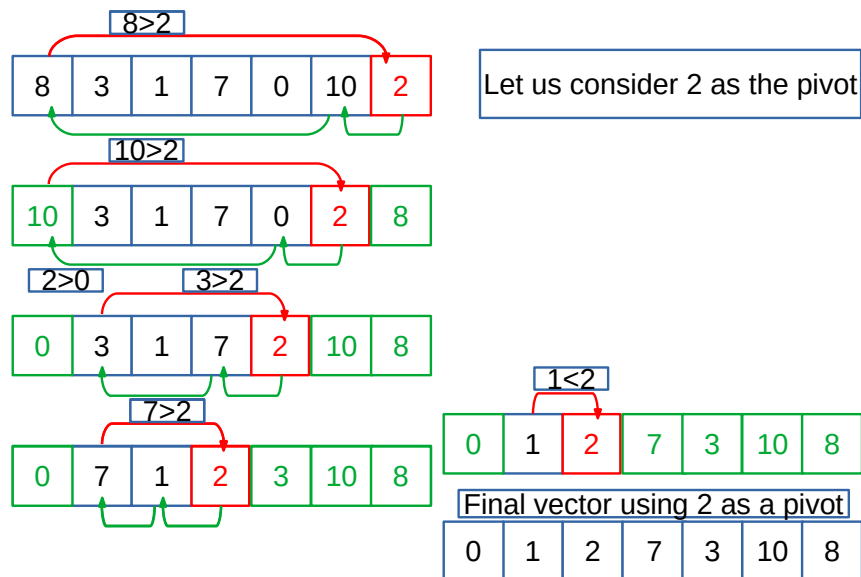 8>2
8 3 1 7 0 10 2
Let us consider 2 as the pivot
10>2
10 3 1 7 0 2 8
2>0 3>2
0 3 1 7 2 10 8
7>2
0 7 1 2 3 10 8
1<2
0 1 2 7 3 10 8
Final vector using 2 as a pivot
0 1 2 7 3 10 8